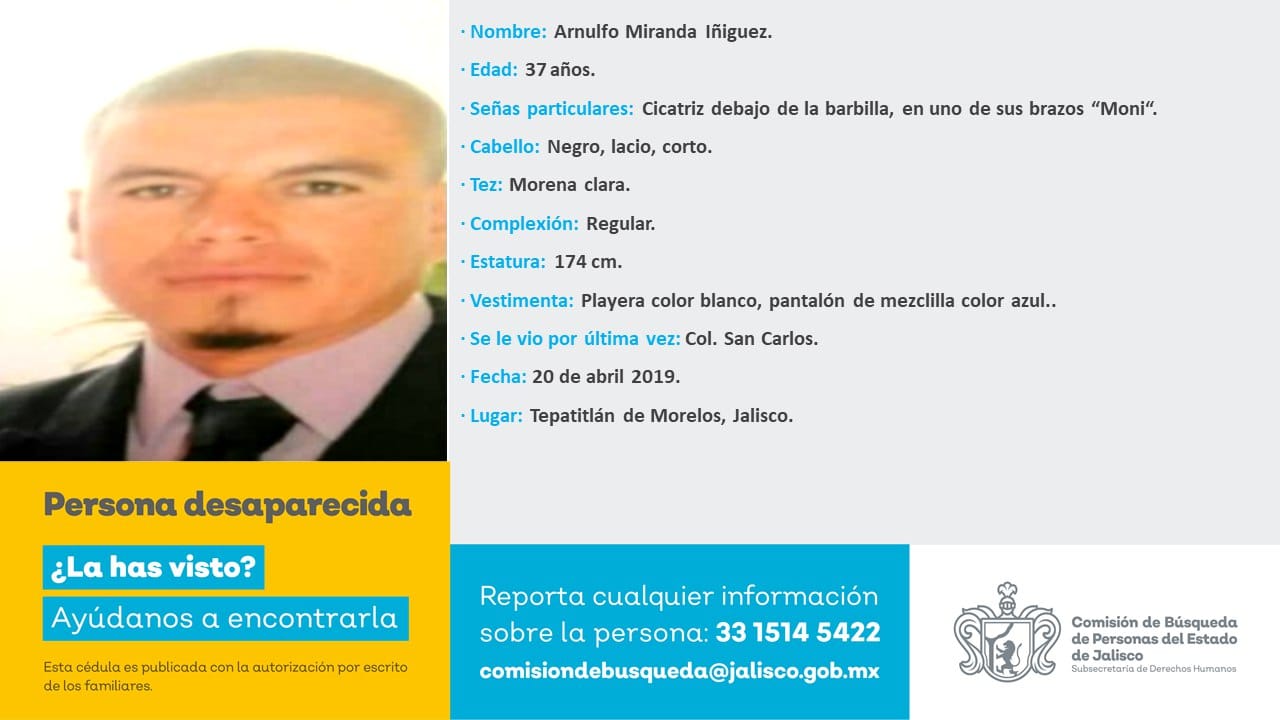 · Nombre: Arnulfo Miranda Iñiguez.
· Edad: 37 años.
· Señas particulares: Cicatriz debajo de la barbilla, en uno de sus brazos “Moni“.
· Cabello: Negro, lacio, corto.
· Tez: Morena clara.
· Complexión: Regular.
· Estatura: 174 cm.
· Vestimenta: Playera color blanco, pantalón de mezclilla color azul..
· Se le vio por última vez: Col. San Carlos.
· Fecha: 20 de abril 2019.
· Lugar: Tepatitlán de Morelos, Jalisco.
Persona desaparecida
¿La has visto?
Ayúdanos a encontrarla
Esta cédula es publicada con la autorización por escrito
de los familiares.
Reporta cualquier información
sobre la persona: 33 1514 5422
comisiondebusqueda@jalisco.gob.mx
Comisión de Búsqueda
de Personas del Estado
de Jalisco
Subsecretaría de Derechos Humanos